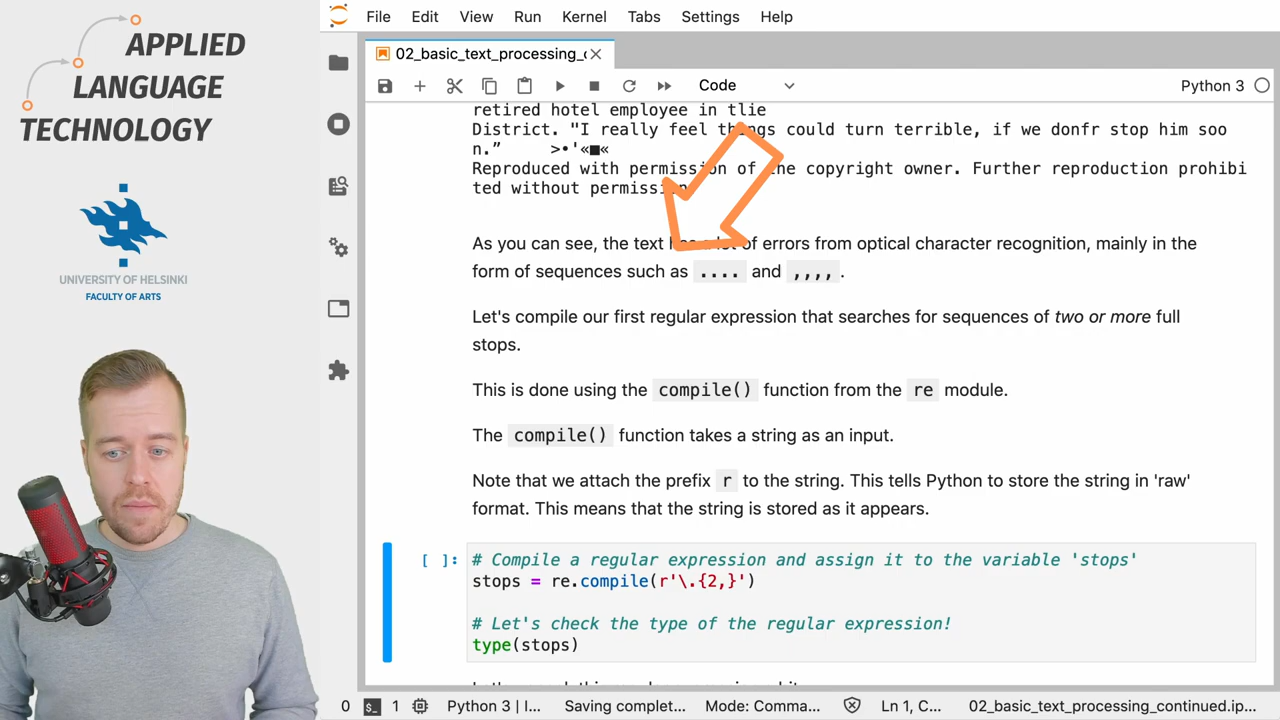 APPLIED
LANGUAGE
TECHNOLOGY
UNIVERSITY OF HELSINKI
FACULTY OF ARTS
File Edit View Run Kernel Tabs Settings Help
02_basic_text_processing_c
Code
Python 3
retired hotel employee in tlie
District. "I really feel things could turn terrible, if we donfr stop him soo
n.” >•'«■«
Reproduced with permission of the copyright owner. Further reproduction prohibi
ted without permission
As you can see, the text has a lot of errors from optical character recognition, mainly in the
form of sequences such as .... and ,,,, .
Let's compile our first regular expression that searches for sequences of two or more full
stops.
This is done using the compile() function from the re module.
The compile() function takes a string as an input.
Note that we attach the prefix r to the string. This tells Python to store the string in 'raw'
format. This means that the string is stored as it appears.
[ ]: # Compile a regular expression and assign it to the variable 'stops'
stops = re.compile(r'\.{2,}')
# Let's check the type of the regular expression!
type(stops)
0 1 Python 3 | I... Saving complet... Mode: Comma... Ln 1, C... 02_basic_text_processing_continued.ip...